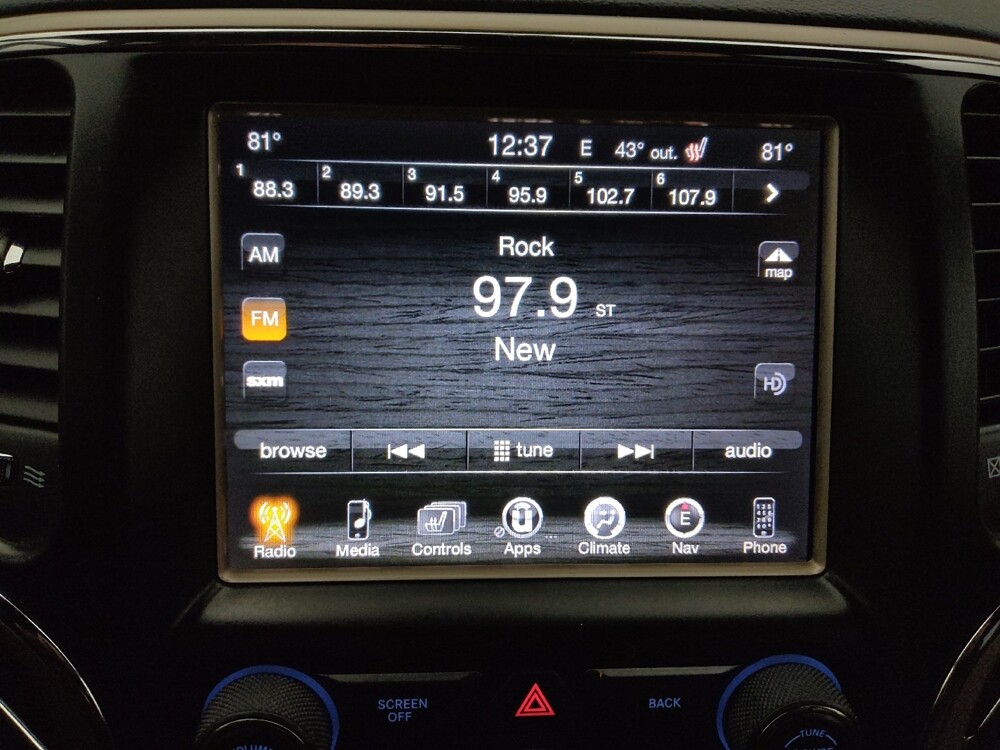 81° 12:37 E 43° out. 81°
1 88.3 2 89.3 3 91.5 4 95.9 5 102.7 6 107.9
AM Rock
map
FM 97.9 ST
New
sxm HD
browse tune audio
E
Radio Media Controls Apps Climate Nav Phone
SCREEN OFF BACK
TUNE